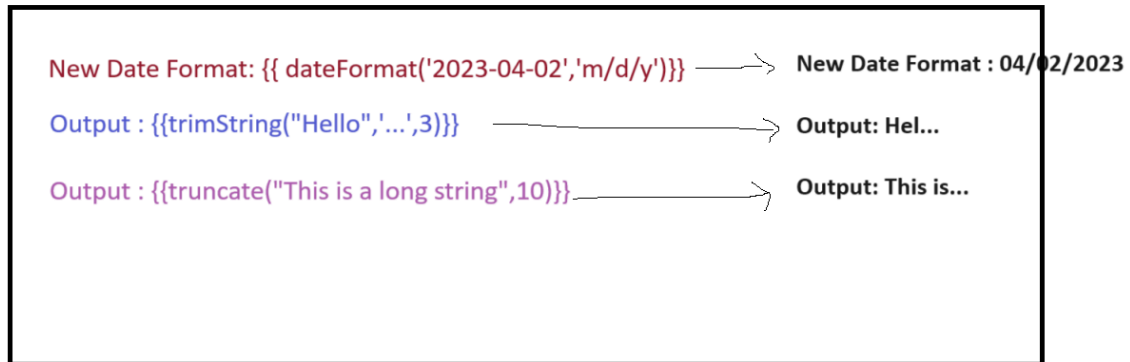 New Date Format: {{ dateFormat('2023-04-02','m/d/y')}} New Date Format : 04/02/2023
Output : {{trimString("Hello",'...',3)}} Output: Hel...
Output : {{truncate("This is a long string",10)}} Output: This is...